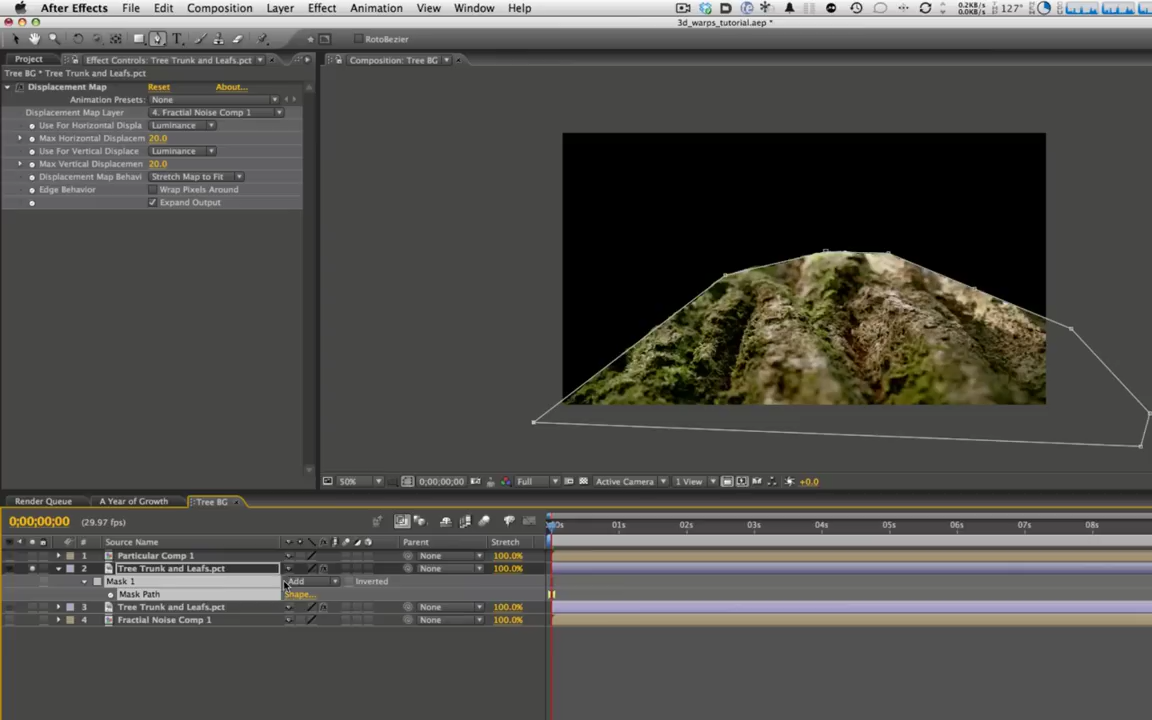 After Effects File Edit Composition Layer Effect Animation View Window Help 0.2KB/s 0.0KB/s 127°
3d_warps_tutorial.aep *
RotoBezier
Project Effect Controls: Tree Trunk and Leafs.pct Composition: Tree BG
Tree BG * Tree Trunk and Leafs.pct
Displacement Map Reset About...
Animation Presets: None
Displacement Map Layer 4. Fractial Noise Comp 1
Use For Horizontal Displa Luminance
Max Horizontal Displacem 20.0
Use For Vertical Displace Luminance
Max Vertical Displacemen 20.0
Displacement Map Behavi Stretch Map to Fit
Edge Behavior Wrap Pixels Around
Expand Output
50% 0;00;00;00 Full Active Camera 1 View +0.0
Render Queue A Year of Growth Tree BG
0;00;00;00 (29.97 fps) 01s 02s 03s 04s 05s 06s 07s 08s
# Source Name Parent Stretch
1 Particular Comp 1 None 100.0%
2 Tree Trunk and Leafs.pct None 100.0%
Mask 1 Add Inverted
Mask Path Shape...
3 Tree Trunk and Leafs.pct None 100.0%
4 Fractial Noise Comp 1 None 100.0%